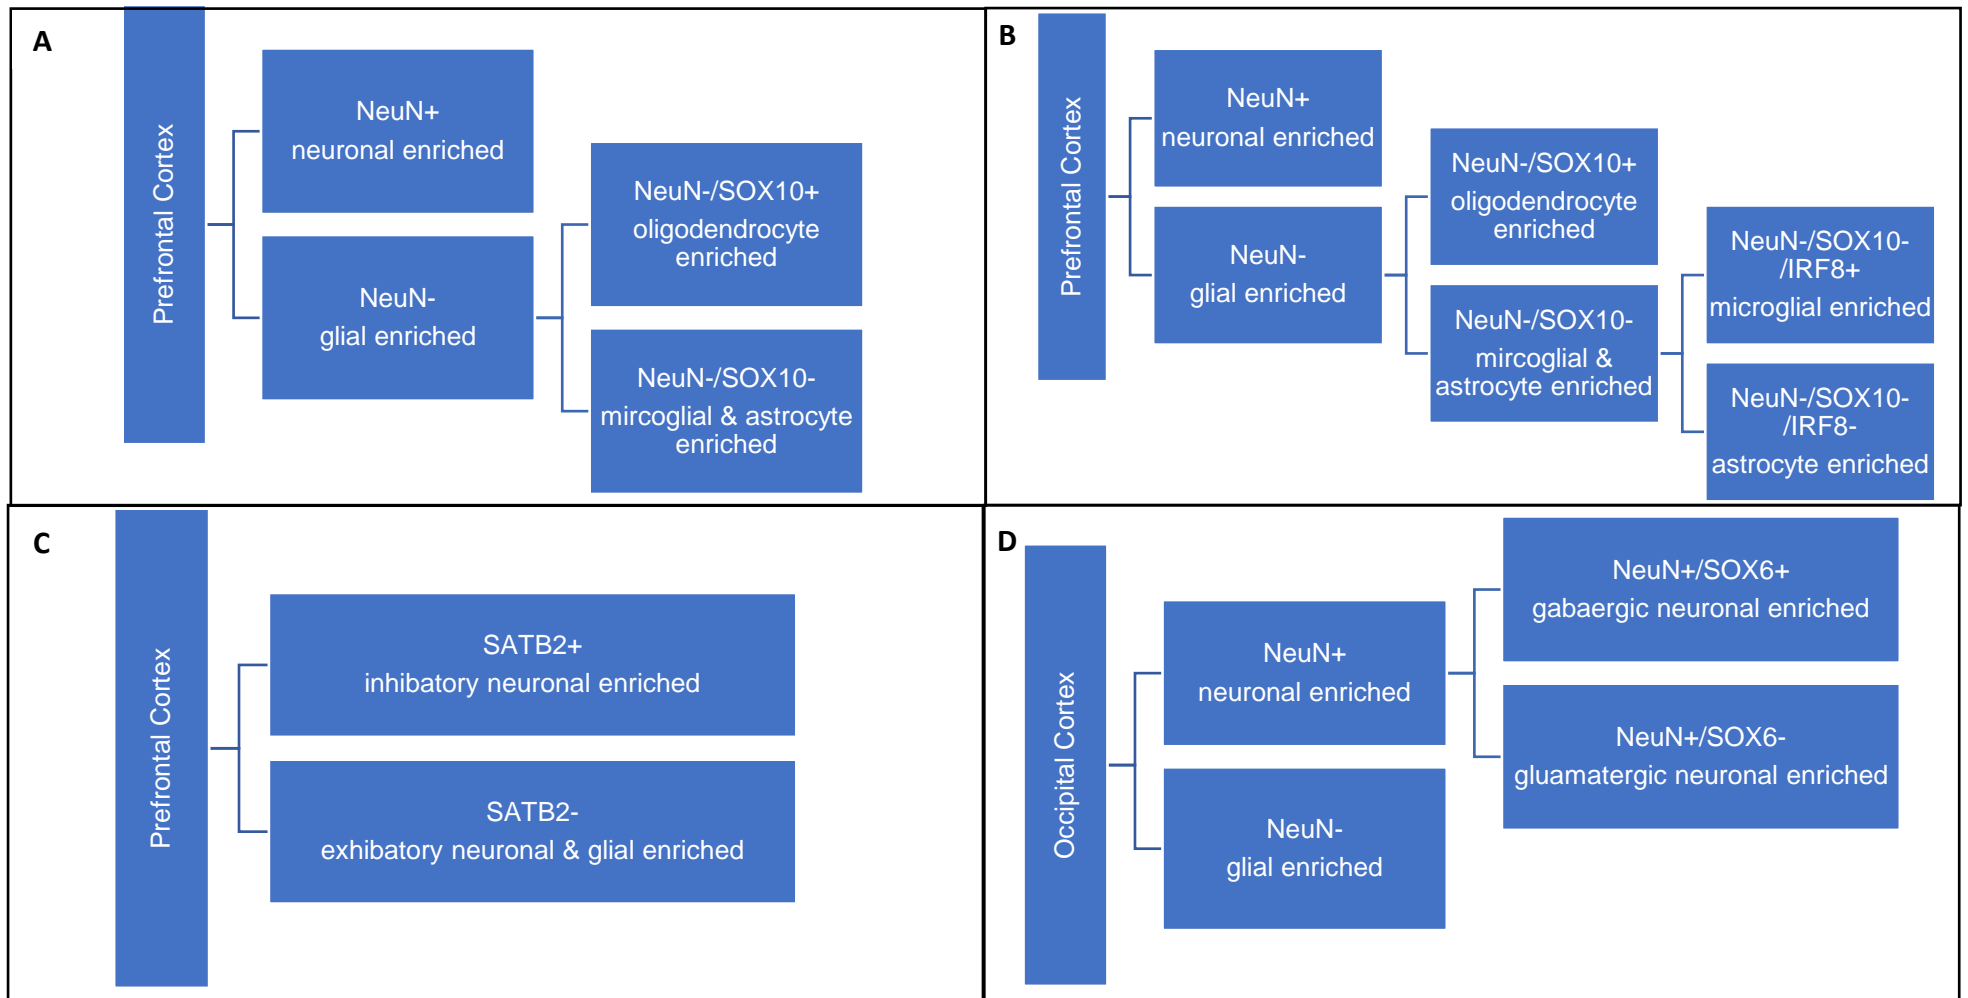 A
Prefrontal Cortex
NeuN+
neuronal enriched
NeuN-
glial enriched
NeuN-/SOX10+
oligodendrocyte
enriched
NeuN-/SOX10-
mircoglial & astrocyte
enriched
B
Prefrontal Cortex
NeuN+
neuronal enriched
NeuN-
glial enriched
NeuN-/SOX10+
oligodendrocyte
enriched
NeuN-/SOX10-
mircoglial &
astrocyte enriched
NeuN-/SOX10-
/IRF8+
microglial enriched
NeuN-/SOX10-
/IRF8-
astrocyte enriched
C
Prefrontal Cortex
SATB2+
inhibatory neuronal enriched
SATB2-
exhibatory neuronal & glial enriched
D
Occipital Cortex
NeuN+
neuronal enriched
NeuN-
glial enriched
NeuN+/SOX6+
gabaergic neuronal enriched
NeuN+/SOX6-
gluamatergic neuronal enriched